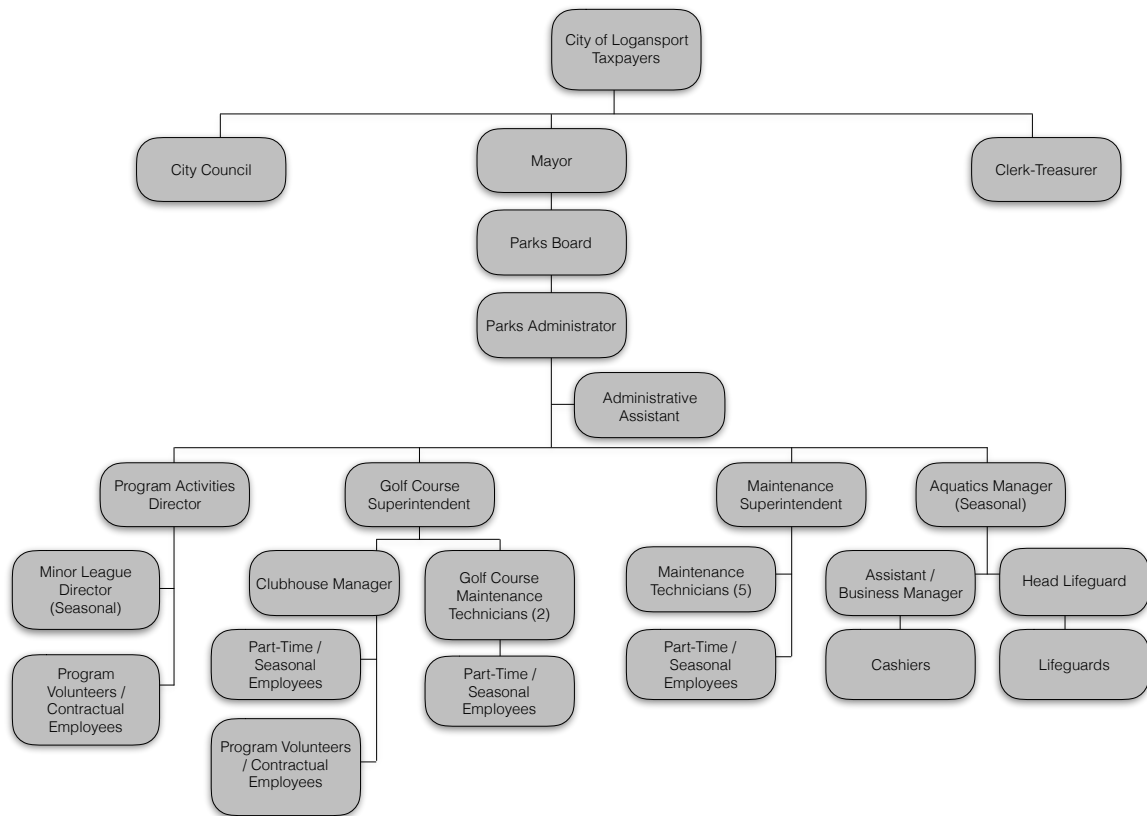 City of Logansport
Taxpayers
City Council
Mayor
Clerk-Treasurer
Parks Board
Parks Administrator
Administrative
Assistant
Program Activities
Director
Golf Course
Superintendent
Maintenance
Superintendent
Aquatics Manager
(Seasonal)
Minor League
Director
(Seasonal)
Clubhouse Manager
Golf Course
Maintenance
Technicians (2)
Maintenance
Technicians (5)
Assistant /
Business Manager
Head Lifeguard
Program
Volunteers /
Contractual
Employees
Part-Time /
Seasonal
Employees
Part-Time /
Seasonal
Employees
Part-Time /
Seasonal
Employees
Cashiers
Lifeguards
Program Volunteers
/ Contractual
Employees